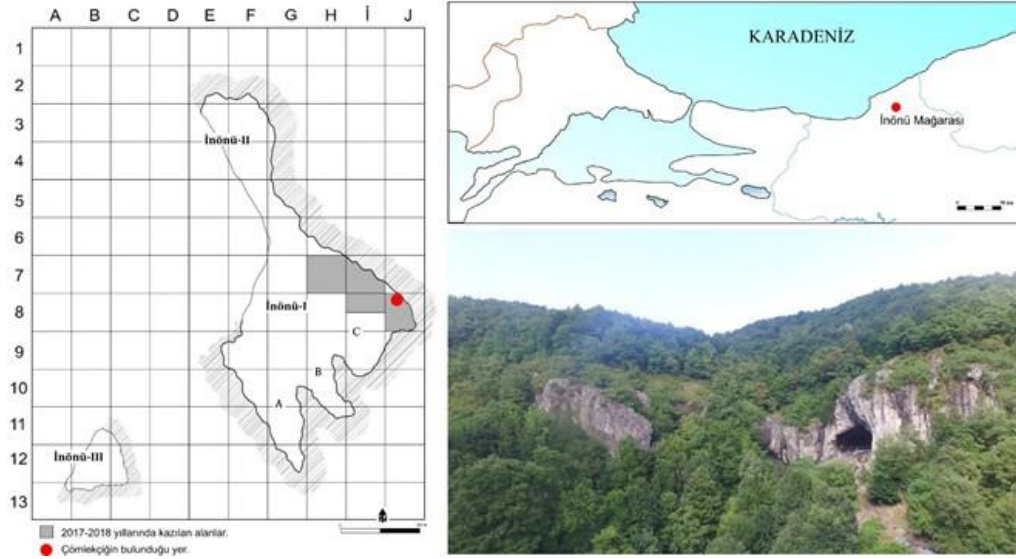 A B C D E F G H İ J
1
2
3
4
5
6
7
8
9
10
11
12
13
İnönü-II
İnönü-I
C
B
A
İnönü-III
2017-2018 yıllarında kazılan alanlar.
Çömlekçiğin bulunduğu yer.
KARADENİZ
İnönü Mağarası